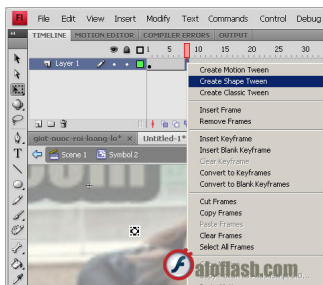 FL File Edit View Insert Modify Text Commands Control Debug
TIMELINE MOTION EDITOR COMPILER ERRORS OUTPUT
1 5 10 15 20 25 30
Layer 1
Create Motion Tween
Create Shape Tween
Create Classic Tween
Insert Frame
Remove Frames
Insert Keyframe
Insert Blank Keyframe
Clear Keyframe
Convert to Keyframes
Convert to Blank Keyframes
Cut Frames
Copy Frames
Paste Frames
Clear Frames
Select All Frames
giot-nuoc-roi-loang-lo* × Untitled-1*
Scene 1 Symbol 2
T